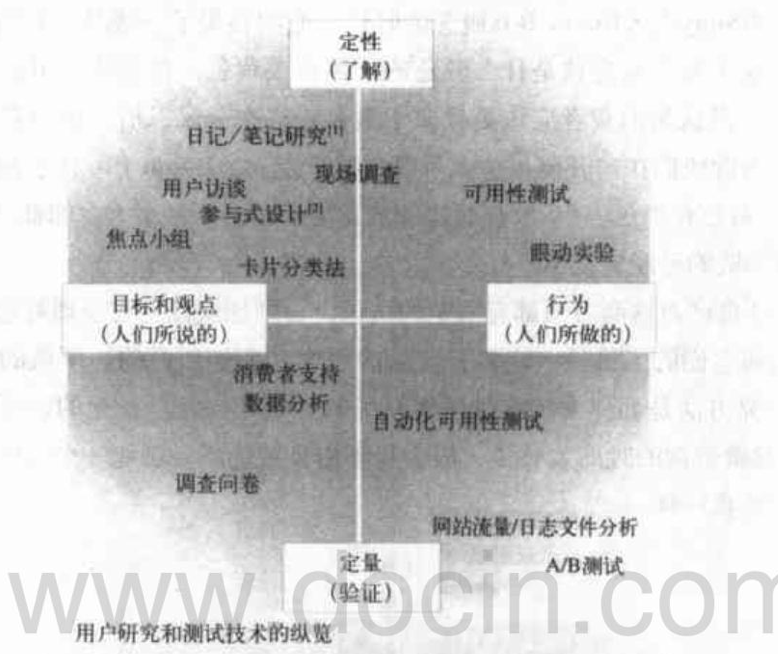 定性
（了解）
日记／笔记研究[1]
现场调查
用户访谈
可用性测试
参与式设计[2]
焦点小组
眼动实验
卡片分类法
目标和观点
（人们所说的）
行为
（人们所做的）
消费者支持
数据分析
自动化可用性测试
调查问卷
网站流量/日志文件分析
定量
（验证）
A/B测试
www.docin.com
用户研究和测试技术的纵览